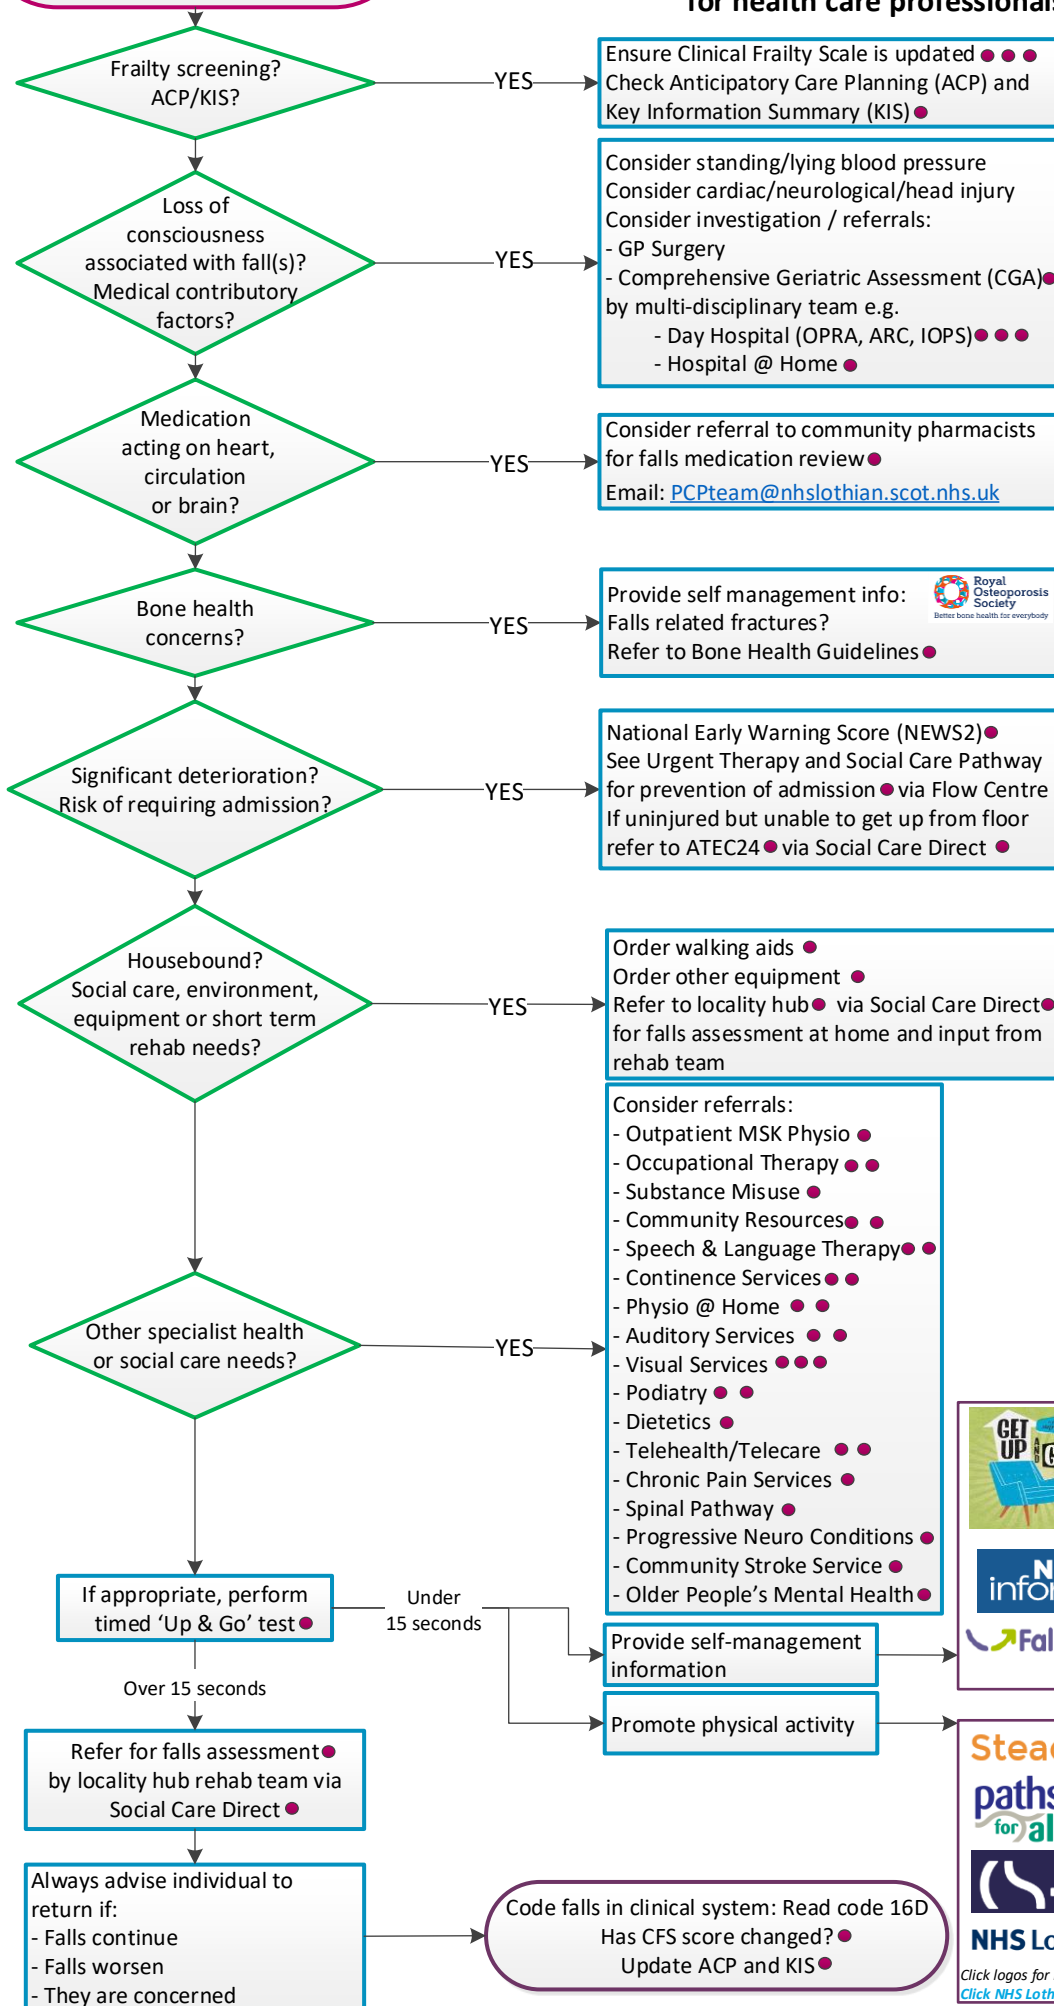 for health care professionals
Frailty screening?
ACP/KIS?
YES
Ensure Clinical Frailty Scale is updated
Check Anticipatory Care Planning (ACP) and
Key Information Summary (KIS)
Loss of
consciousness
associated with fall(s)?
Medical contributory
factors?
YES
Consider standing/lying blood pressure
Consider cardiac/neurological/head injury
Consider investigation / referrals:
- GP Surgery
- Comprehensive Geriatric Assessment (CGA)
by multi-disciplinary team e.g.
- Day Hospital (OPRA, ARC, IOPS)
- Hospital @ Home
Medication
acting on heart,
circulation
or brain?
YES
Consider referral to community pharmacists
for falls medication review
Email: PCPteam@nhslothian.scot.nhs.uk
Bone health
concerns?
YES
Provide self management info:
Falls related fractures?
Refer to Bone Health Guidelines
Royal
Osteoporosis
Society
Better bone health for everybody
Significant deterioration?
Risk of requiring admission?
YES
National Early Warning Score (NEWS2)
See Urgent Therapy and Social Care Pathway
for prevention of admission via Flow Centre
If uninjured but unable to get up from floor
refer to ATEC24 via Social Care Direct
Housebound?
Social care, environment,
equipment or short term
rehab needs?
YES
Order walking aids
Order other equipment
Refer to locality hub via Social Care Direct
for falls assessment at home and input from
rehab team
Other specialist health
or social care needs?
YES
Consider referrals:
- Outpatient MSK Physio
- Occupational Therapy
- Substance Misuse
- Community Resources
- Speech & Language Therapy
- Continence Services
- Physio @ Home
- Auditory Services
- Visual Services
- Podiatry
- Dietetics
- Telehealth/Telecare
- Chronic Pain Services
- Spinal Pathway
- Progressive Neuro Conditions
- Community Stroke Service
- Older People's Mental Health
GET
UP AND
If appropriate, perform
timed 'Up & Go' test
Under
15 seconds
Provide self-management
information
Promote physical activity
Over 15 seconds
Refer for falls assessment
by locality hub rehab team via
Social Care Direct
Always advise individual to
return if:
- Falls continue
- Falls worsen
- They are concerned
Code falls in clinical system: Read code 16D
Has CFS score changed?
Update ACP and KIS
paths
for al
NHS Lo
Click logos for
Click NHS Loth